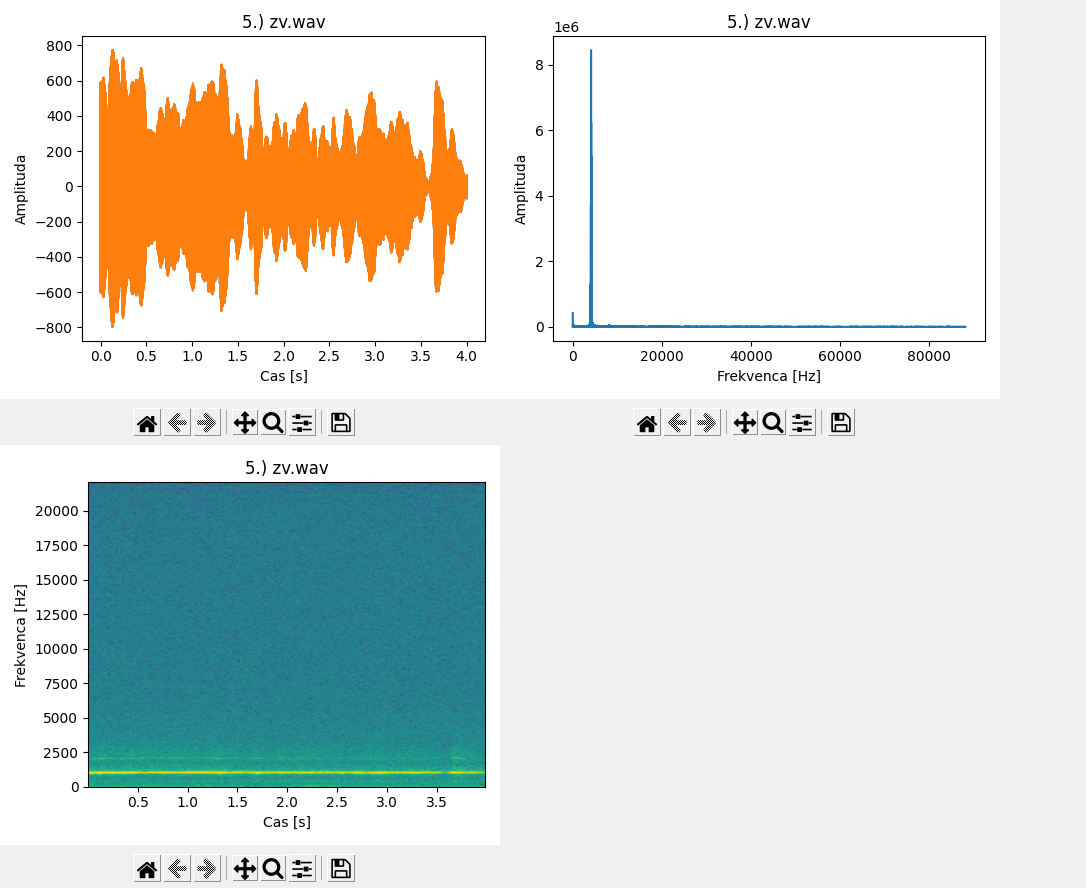 5.) zv.wav
800
600
400
200
0
−200
−400
−600
−800
Amplituda
0.0 0.5 1.0 1.5 2.0 2.5 3.0 3.5 4.0
Cas [s]
5.) zv.wav
1e6
8
6
4
2
0
Amplituda
0 20000 40000 60000 80000
Frekvenca [Hz]
5.) zv.wav
20000
17500
15000
12500
10000
7500
5000
2500
0
Frekvenca [Hz]
0.5 1.0 1.5 2.0 2.5 3.0 3.5
Cas [s]